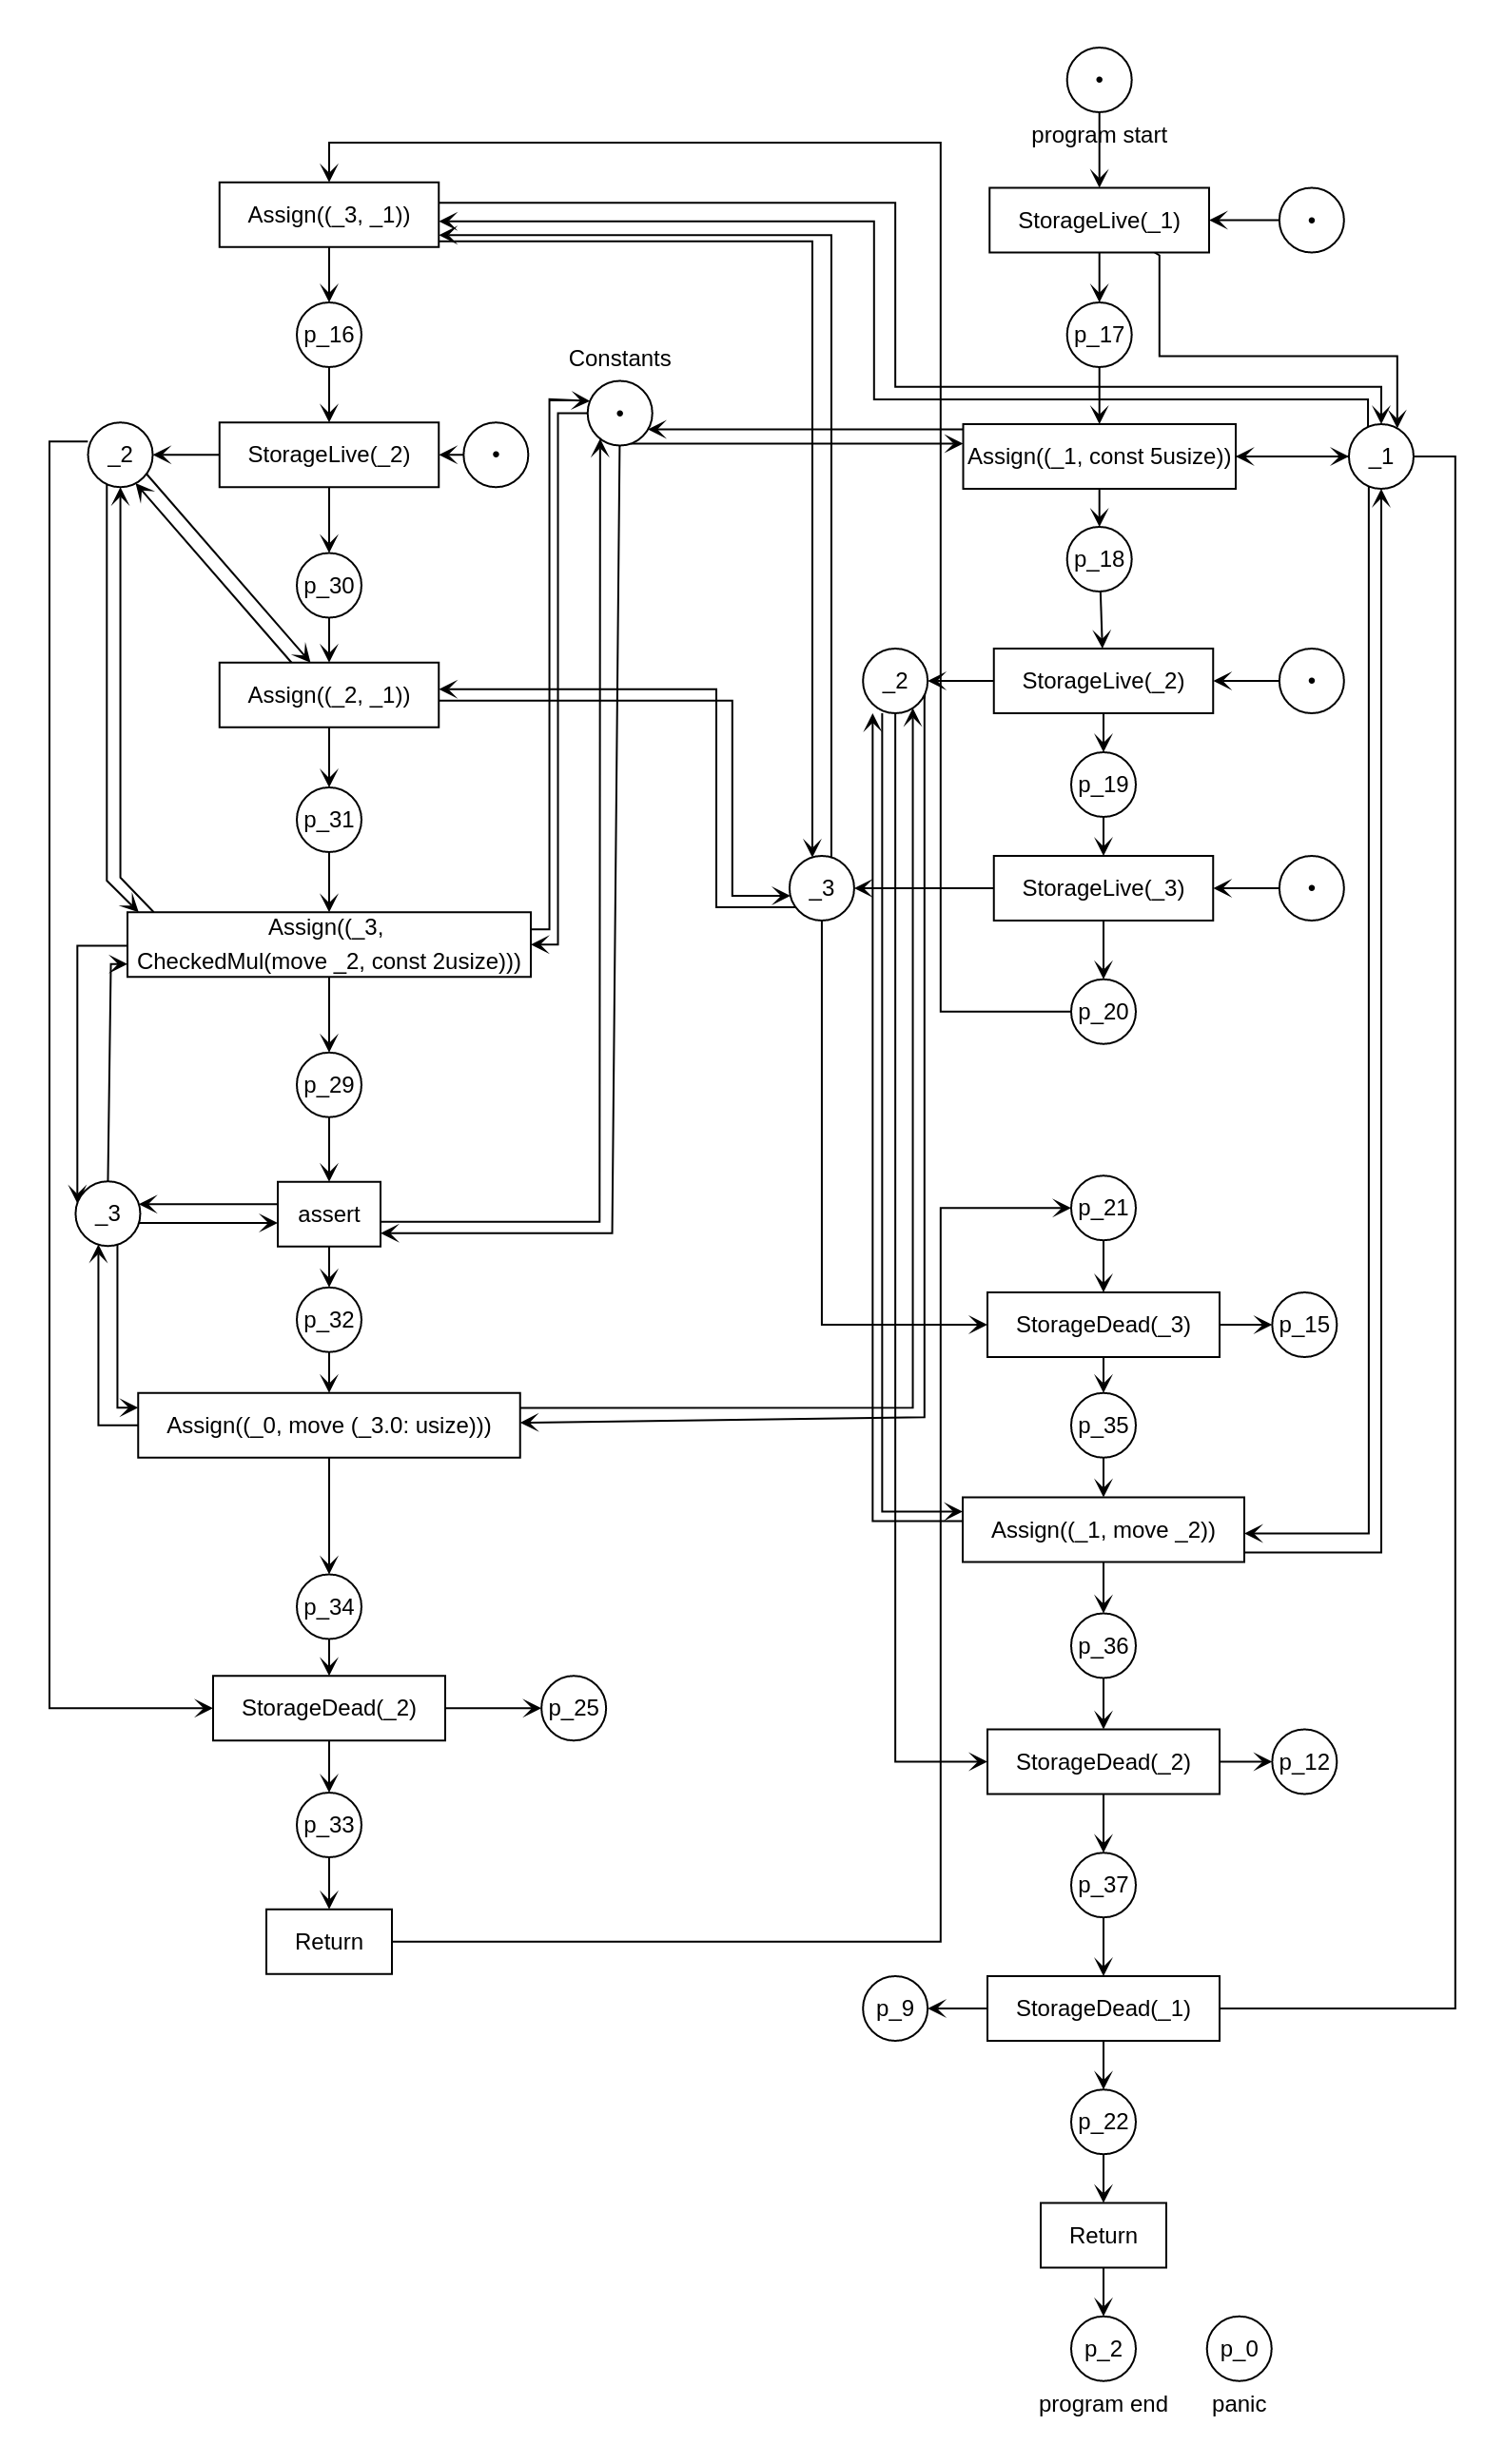 program start
Assign((_3, _1))
StorageLive(_1)
p_16
p_17
Constants
_2
StorageLive(_2)
Assign((_1, const 5usize))
_1
p_18
p_30
_2
StorageLive(_2)
Assign((_2, _1))
p_19
p_31
_3
StorageLive(_3)
Assign((_3,
CheckedMul(move _2, const 2usize)))
p_20
p_29
_3
assert
p_21
p_32
StorageDead(_3)
p_15
Assign((_0, move (_3.0: usize)))
p_35
Assign((_1, move _2))
p_34
p_36
StorageDead(_2)
p_25
StorageDead(_2)
p_12
p_33
p_37
Return
p_9
StorageDead(_1)
p_22
Return
p_2
p_0
program end
panic